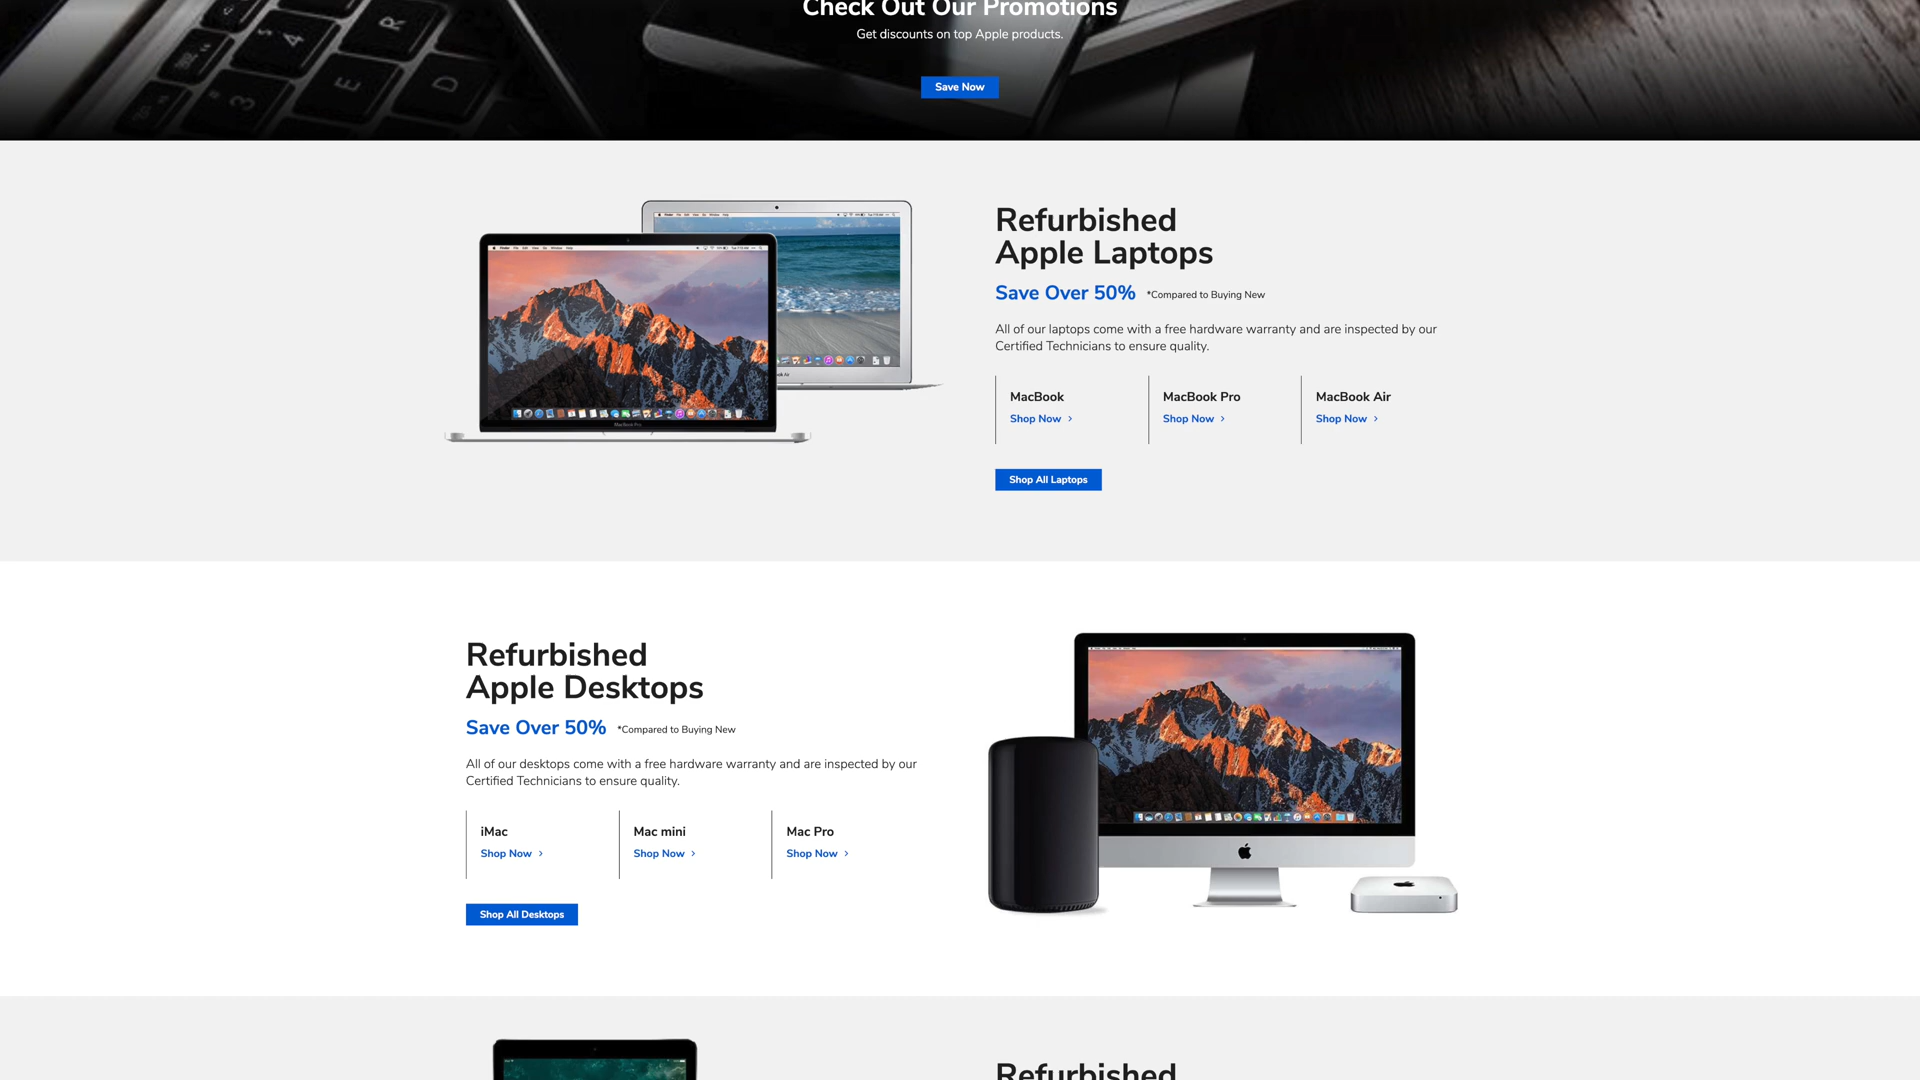 Check Out Our Promotions
Get discounts on top Apple products.
Save Now
Refurbished
Apple Laptops
Save Over 50% *Compared to Buying New
All of our laptops come with a free hardware warranty and are inspected by our
Certified Technicians to ensure quality.
MacBook MacBook Pro MacBook Air
Shop Now Shop Now Shop Now
Shop All Laptops
Refurbished
Apple Desktops
Save Over 50% *Compared to Buying New
All of our desktops come with a free hardware warranty and are inspected by our
Certified Technicians to ensure quality.
iMac Mac mini Mac Pro
Shop Now Shop Now Shop Now
Shop All Desktops
Refurbished